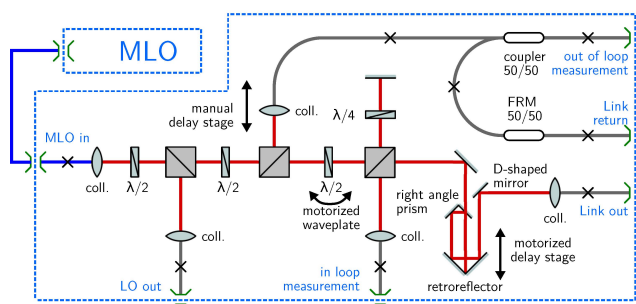 MLO
coupler
50/50
out of loop
measurement
manual
delay stage
coll.
λ/4
FRM
50/50
Link
return
MLO in
coll.
λ/2
λ/2
λ/2
motorized
waveplate
right angle
prism
D-shaped
mirror
coll.
Link out
coll.
coll.
motorized
delay stage
LO out
in loop
measurement
retroreflector